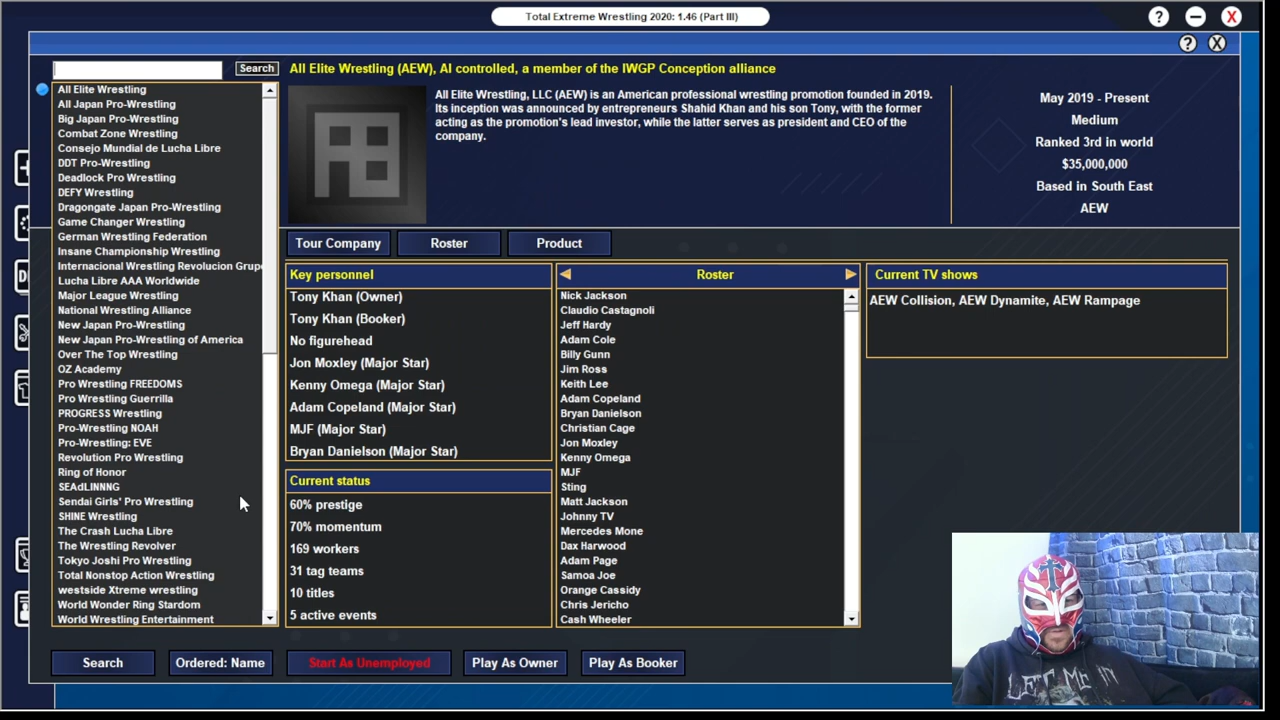 Total Extreme Wrestling 2020: 1.46 (Part III)
?
X
?
X
Search
All Elite Wrestling (AEW), AI controlled, a member of the IWGP Conception alliance
All Elite Wrestling
All Japan Pro-Wrestling
Big Japan Pro-Wrestling
Combat Zone Wrestling
Consejo Mundial de Lucha Libre
DDT Pro-Wrestling
Deadlock Pro Wrestling
DEFY Wrestling
Dragongate Japan Pro-Wrestling
Game Changer Wrestling
German Wrestling Federation
Insane Championship Wrestling
Internacional Wrestling Revolucion Grupo
Lucha Libre AAA Worldwide
Major League Wrestling
National Wrestling Alliance
New Japan Pro-Wrestling
New Japan Pro-Wrestling of America
Over The Top Wrestling
OZ Academy
Pro Wrestling FREEDOMS
Pro Wrestling Guerrilla
PROGRESS Wrestling
Pro-Wrestling NOAH
Pro-Wrestling: EVE
Revolution Pro Wrestling
Ring of Honor
SEAdLINNNG
Sendai Girls' Pro Wrestling
SHINE Wrestling
The Crash Lucha Libre
The Wrestling Revolver
Tokyo Joshi Pro Wrestling
Total Nonstop Action Wrestling
westside Xtreme wrestling
World Wonder Ring Stardom
World Wrestling Entertainment
All Elite Wrestling, LLC (AEW) is an American professional wrestling promotion founded in 2019.
Its inception was announced by entrepreneurs Shahid Khan and his son Tony, with the former
acting as the promotion's lead investor, while the latter serves as president and CEO of the
company.
May 2019 - Present
Medium
Ranked 3rd in world
$35,000,000
Based in South East
AEW
Tour Company
Roster
Product
Key personnel
Tony Khan (Owner)
Tony Khan (Booker)
No figurehead
Jon Moxley (Major Star)
Kenny Omega (Major Star)
Adam Copeland (Major Star)
MJF (Major Star)
Bryan Danielson (Major Star)
Current status
60% prestige
70% momentum
169 workers
31 tag teams
10 titles
5 active events
Roster
Nick Jackson
Claudio Castagnoli
Jeff Hardy
Adam Cole
Billy Gunn
Jim Ross
Keith Lee
Adam Copeland
Bryan Danielson
Christian Cage
Jon Moxley
Kenny Omega
MJF
Sting
Matt Jackson
Johnny TV
Mercedes Mone
Dax Harwood
Adam Page
Samoa Joe
Orange Cassidy
Chris Jericho
Cash Wheeler
Current TV shows
AEW Collision, AEW Dynamite, AEW Rampage
Search
Ordered: Name
Start As Unemployed
Play As Owner
Play As Booker
LET ME IN